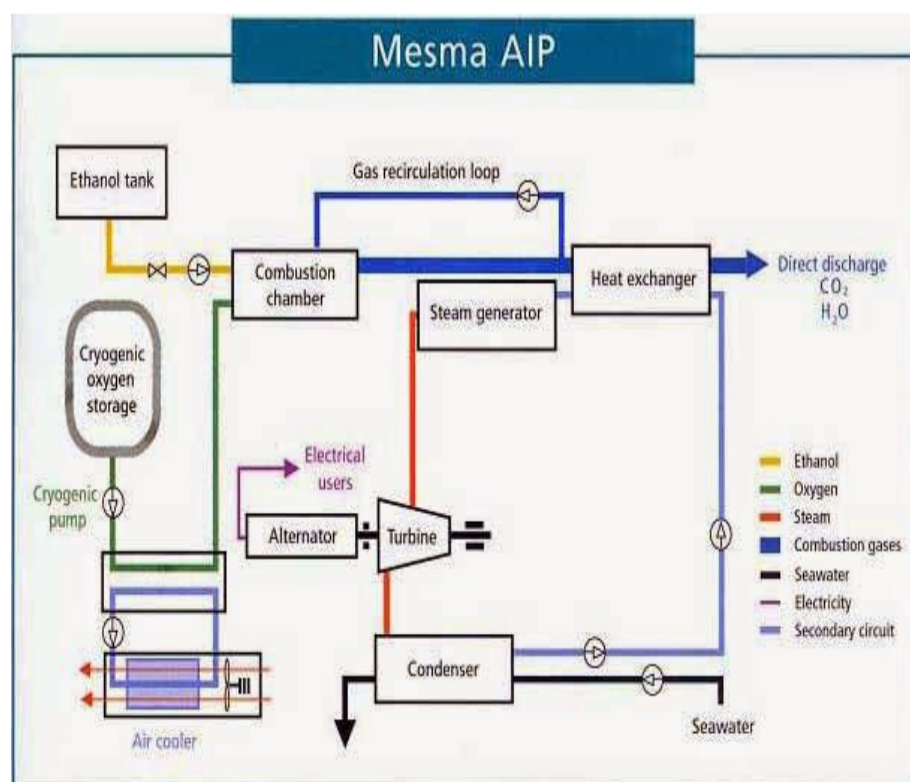 Mesma AIP
Ethanol tank
Gas recirculation loop
Combustion
chamber
Heat exchanger
Direct discharge
CO₂
H₂O
Steam generator
Cryogenic
oxygen
storage
Cryogenic
pump
Electrical
users
Alternator
Turbine
Ethanol
Oxygen
Steam
Combustion gases
Seawater
Electricity
Secondary circuit
Condenser
Seawater
Air cooler